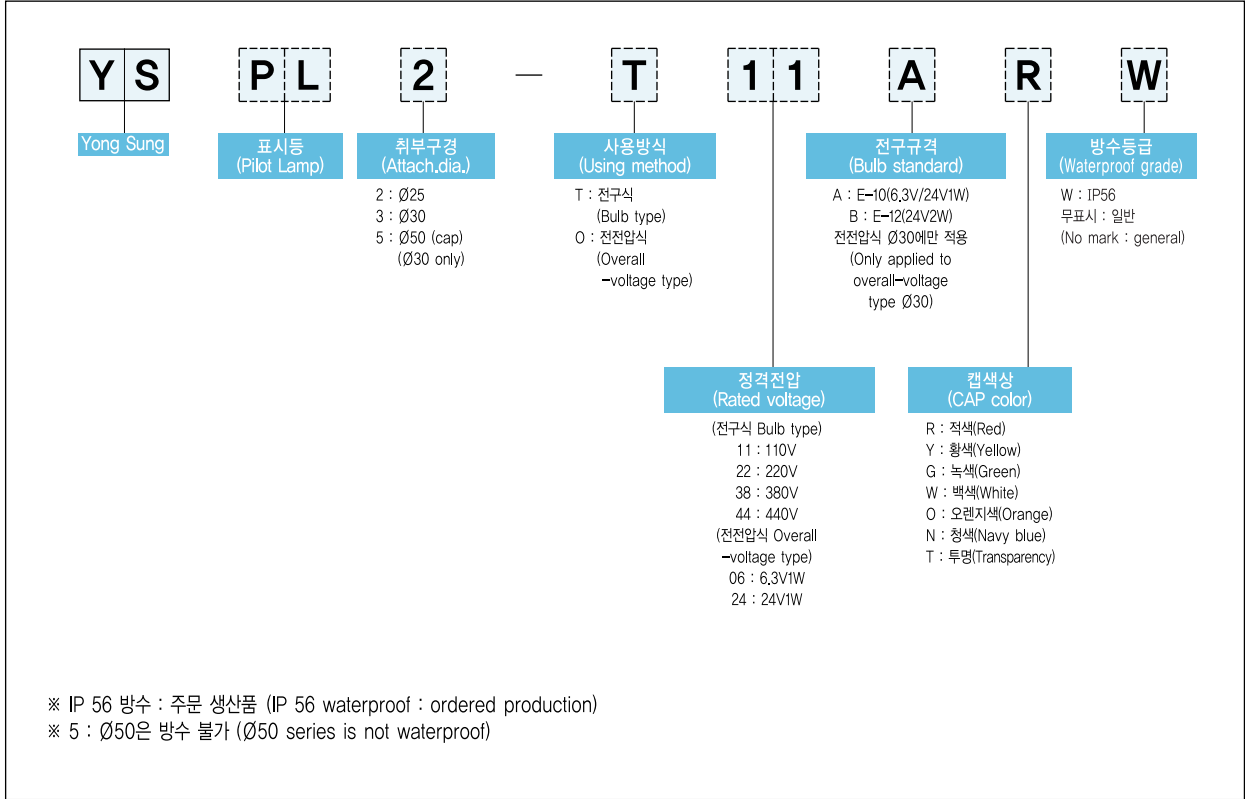 Y S P L 2 — T 1 1 A R W
Yong Sung
표시등
(Pilot Lamp)
취부구경
(Attach.dia.)
2 : Ø25
3 : Ø30
5 : Ø50 (cap)
(Ø30 only)
사용방식
(Using method)
T : 전구식
(Bulb type)
O : 전전압식
(Overall
-voltage type)
전구규격
(Bulb standard)
A : E-10(6.3V/24V1W)
B : E-12(24V2W)
전전압식 Ø30에만 적용
(Only applied to
overall-voltage
type Ø30)
방수등급
(Waterproof grade)
W : IP56
무표시 : 일반
(No mark : general)
정격전압
(Rated voltage)
(전구식 Bulb type)
11 : 110V
22 : 220V
38 : 380V
44 : 440V
(전전압식 Overall
-voltage type)
06 : 6.3V1W
24 : 24V1W
캡색상
(CAP color)
R : 적색(Red)
Y : 황색(Yellow)
G : 녹색(Green)
W : 백색(White)
O : 오렌지색(Orange)
N : 청색(Navy blue)
T : 투명(Transparency)
※ IP 56 방수 : 주문 생산품 (IP 56 waterproof : ordered production)
※ 5 : Ø50은 방수 불가 (Ø50 series is not waterproof)